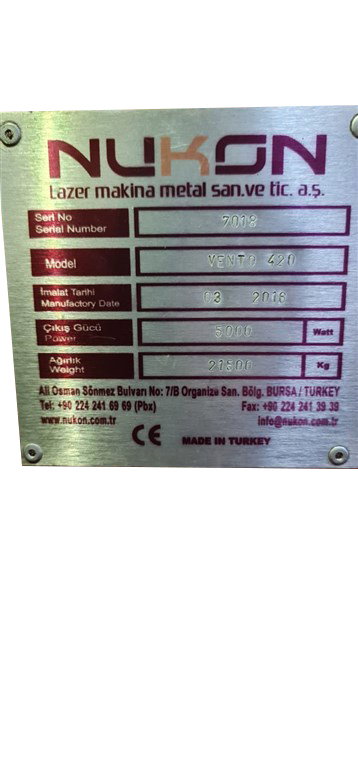 NUKON
Lazer makina metal san.ve tic. a.ş.
Seri No 7018
Serial Number
Model VENTO 420
İmalat Tarihi 03 2016
Manufactory Date
Çıkış Gücü 5000 Watt
Power
Ağırlık 21500 Kg
Weight
Ali Osman Sönmez Bulvarı No: 7/B Organize San. Bölg. BURSA / TURKEY
Tel: +90 224 241 69 69 (Pbx) Fax: +90 224 241 39 39
www.nukon.com.tr info@nukon.com.tr
CE MADE IN TURKEY